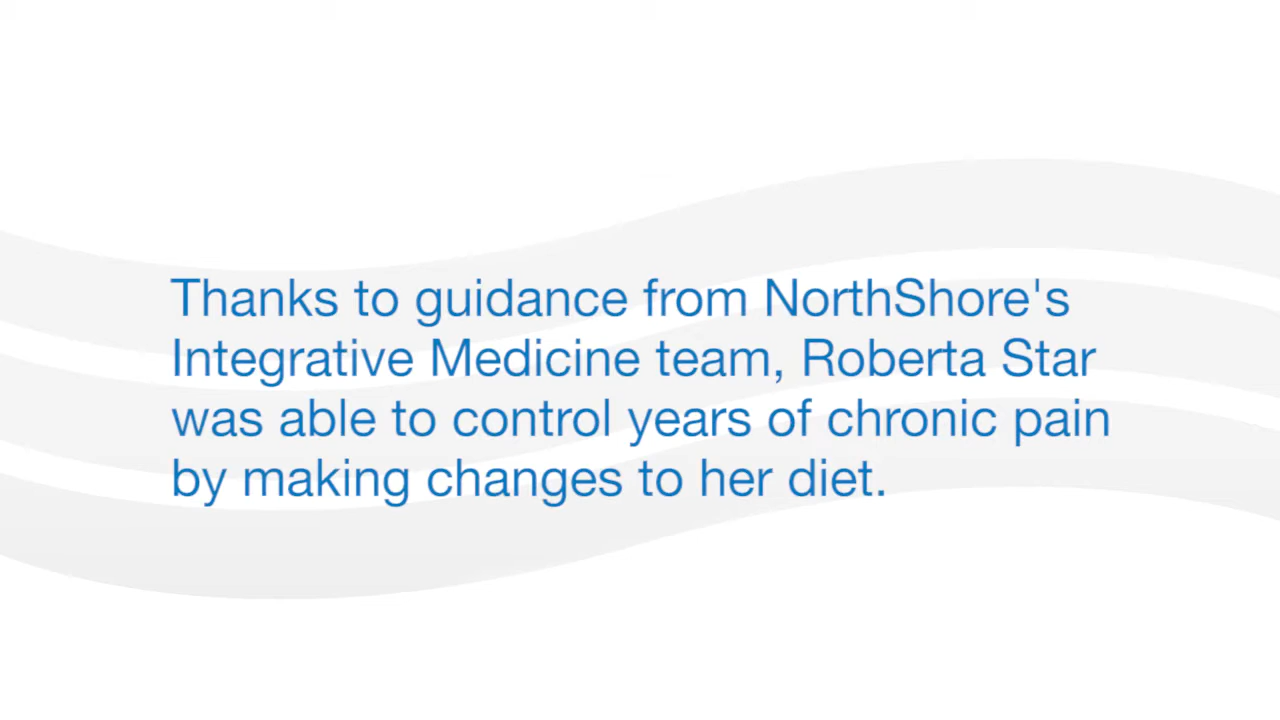 Thanks to guidance from NorthShore's
Integrative Medicine team, Roberta Star
was able to control years of chronic pain
by making changes to her diet.